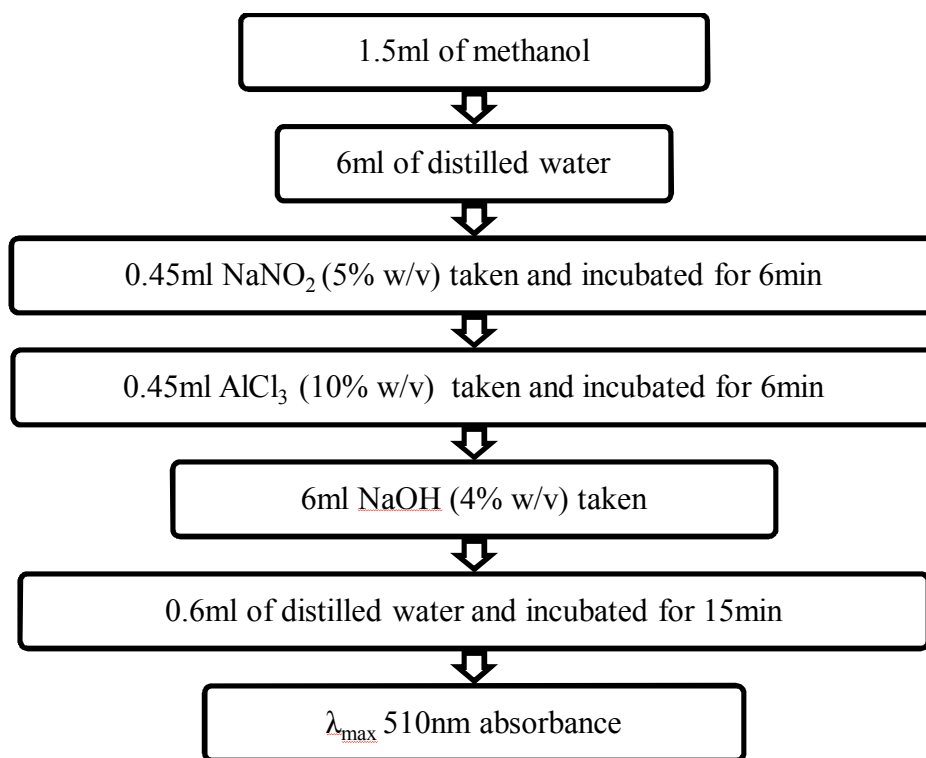 1.5ml of methanol
6ml of distilled water
0.45ml NaNO₂ (5% w/v) taken and incubated for 6min
0.45ml AlCl₃ (10% w/v) taken and incubated for 6min
6ml NaOH (4% w/v) taken
0.6ml of distilled water and incubated for 15min
λmax 510nm absorbance